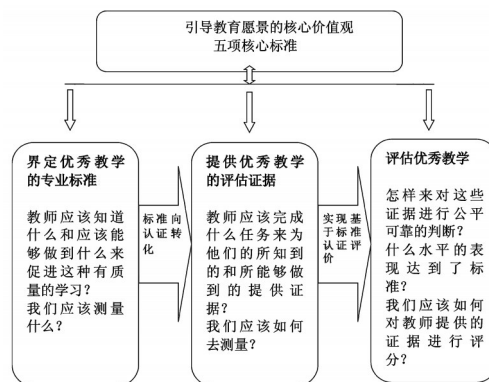 引导教育愿景的核心价值观
五项核心标准
界定优秀教学
的专业标准
教师应该知道
什么和应该能
够做到什么来
促进这种有质
量的学习？
我们应该测量
什么？
标准向
认证转
化
提供优秀教学
的评估证据
教师应该完成
什么任务来为
他们的所知到
的和所能够做
到的提供证
据？
我们应该如何
去测量？
实现基
于标准
认证评
价
评估优秀教学
怎样来对这些
证据进行公平
可靠的判断？
什么水平的表
现达到了标
准？
我们应该如何
对教师提供的
证据进行评
分？